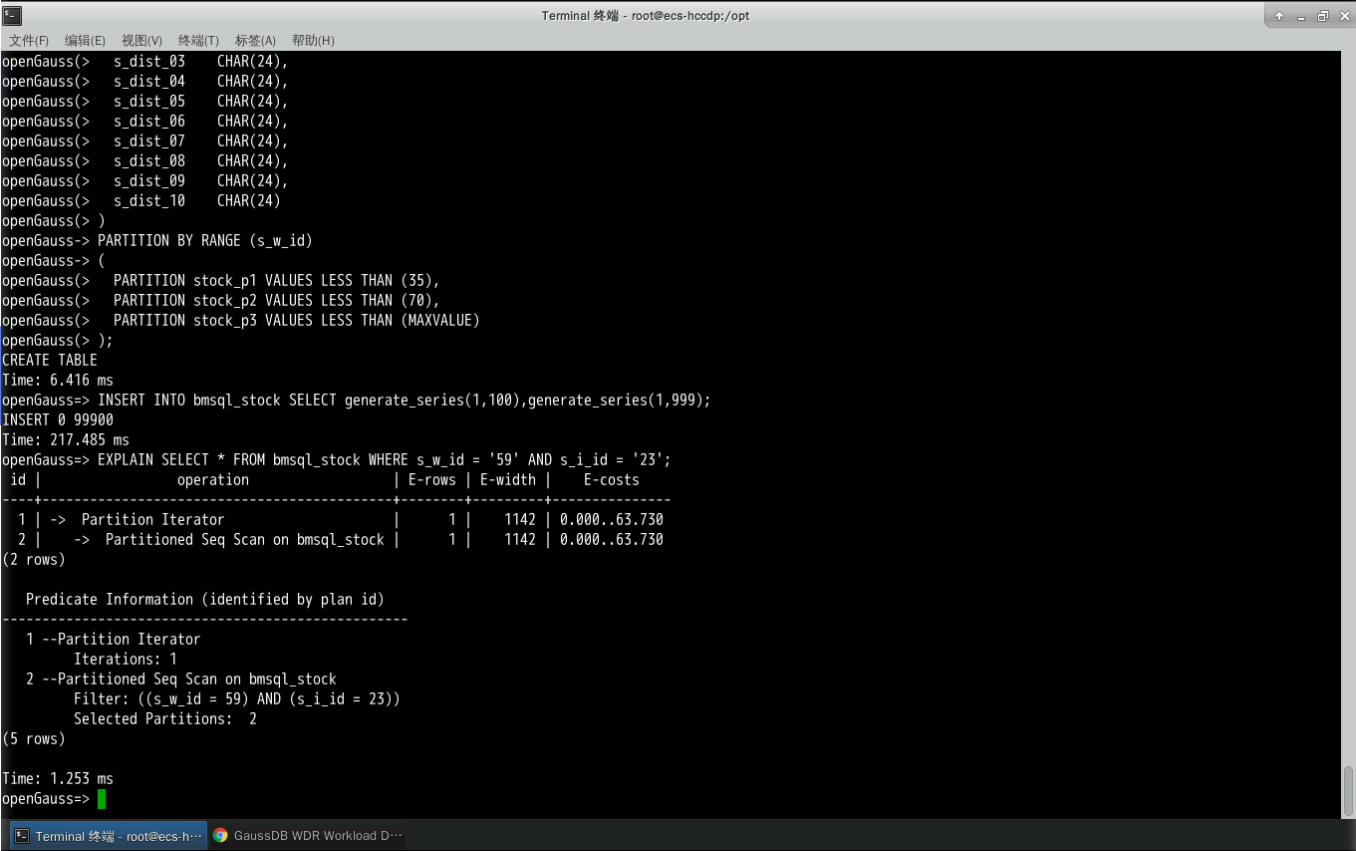 Terminal 终端 - root@ecs-hccdp:/opt
文件(F) 编辑(E) 视图(V) 终端(T) 标签(A) 帮助(H)
openGauss(>   s_dist_03    CHAR(24),
openGauss(>   s_dist_04    CHAR(24),
openGauss(>   s_dist_05    CHAR(24),
openGauss(>   s_dist_06    CHAR(24),
openGauss(>   s_dist_07    CHAR(24),
openGauss(>   s_dist_08    CHAR(24),
openGauss(>   s_dist_09    CHAR(24),
openGauss(>   s_dist_10    CHAR(24)
openGauss(> )
openGauss-> PARTITION BY RANGE (s_w_id)
openGauss-> (
openGauss(>   PARTITION stock_p1 VALUES LESS THAN (35),
openGauss(>   PARTITION stock_p2 VALUES LESS THAN (70),
openGauss(>   PARTITION stock_p3 VALUES LESS THAN (MAXVALUE)
openGauss(> );
CREATE TABLE
Time: 6.416 ms
openGauss=> INSERT INTO bmsql_stock SELECT generate_series(1,100),generate_series(1,999);
INSERT 0 99900
Time: 217.485 ms
openGauss=> EXPLAIN SELECT * FROM bmsql_stock WHERE s_w_id = '59' AND s_i_id = '23';
 id |                 operation                  | E-rows | E-width |    E-costs
----+--------------------------------------------+--------+---------+---------------
  1 | ->  Partition Iterator                     |      1 |    1142 | 0.000..63.730
  2 |    ->  Partitioned Seq Scan on bmsql_stock |      1 |    1142 | 0.000..63.730
(2 rows)
   Predicate Information (identified by plan id)
---------------------------------------------------
   1 --Partition Iterator
         Iterations: 1
   2 --Partitioned Seq Scan on bmsql_stock
         Filter: ((s_w_id = 59) AND (s_i_id = 23))
         Selected Partitions:  2
(5 rows)
Time: 1.253 ms
openGauss=>
Terminal 终端 - root@ecs-h··· GaussDB WDR Workload D···